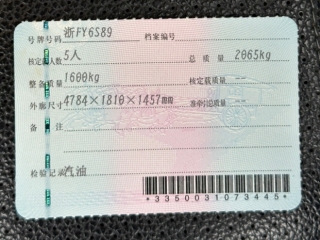 号牌号码 浙FY6S89 档案编号
核定载人数 5人 总质量 2065kg
整备质量 1600kg 核定载质量 --
外廓尺寸 4784×1810×1457mm 准牵引总质量 --
备注
检验记录 汽油
*3350031073445*